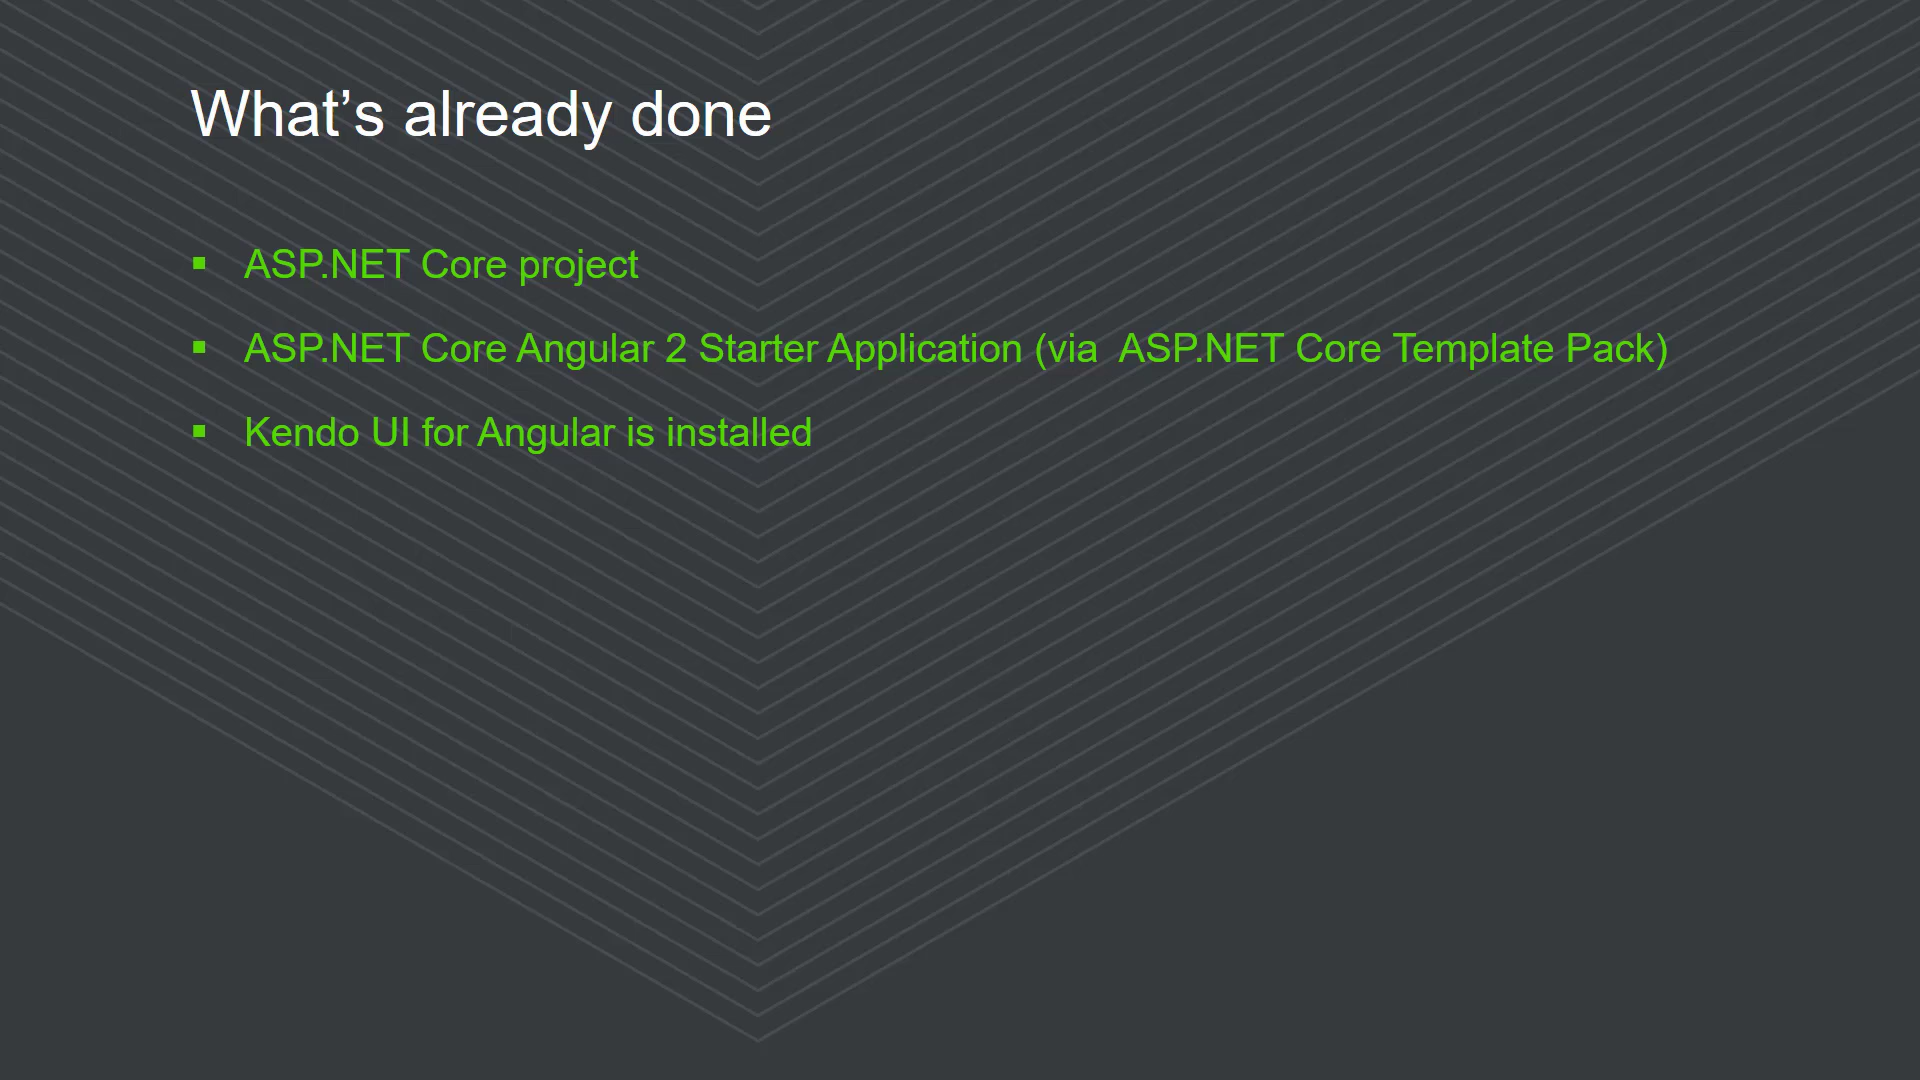 What’s already done
▪ ASP.NET Core project
▪ ASP.NET Core Angular 2 Starter Application (via  ASP.NET Core Template Pack)
▪ Kendo UI for Angular is installed